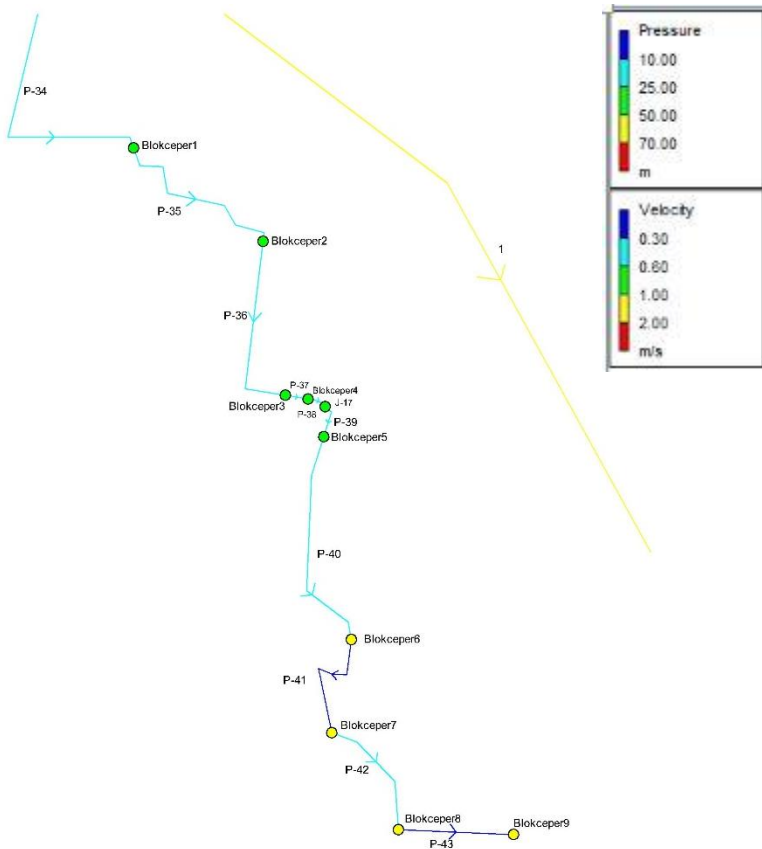 Pressure
10.00
25.00
50.00
70.00
m
Velocity
0.30
0.60
1.00
2.00
m/s
P-34
Blokceper1
P-35
Blokceper2
1
P-36
P-37
Blokceper4
Blokceper3
J-17
P-38
P-39
Blokceper5
P-40
Blokceper6
P-41
Blokceper7
P-42
Blokceper8
Blokceper9
P-43